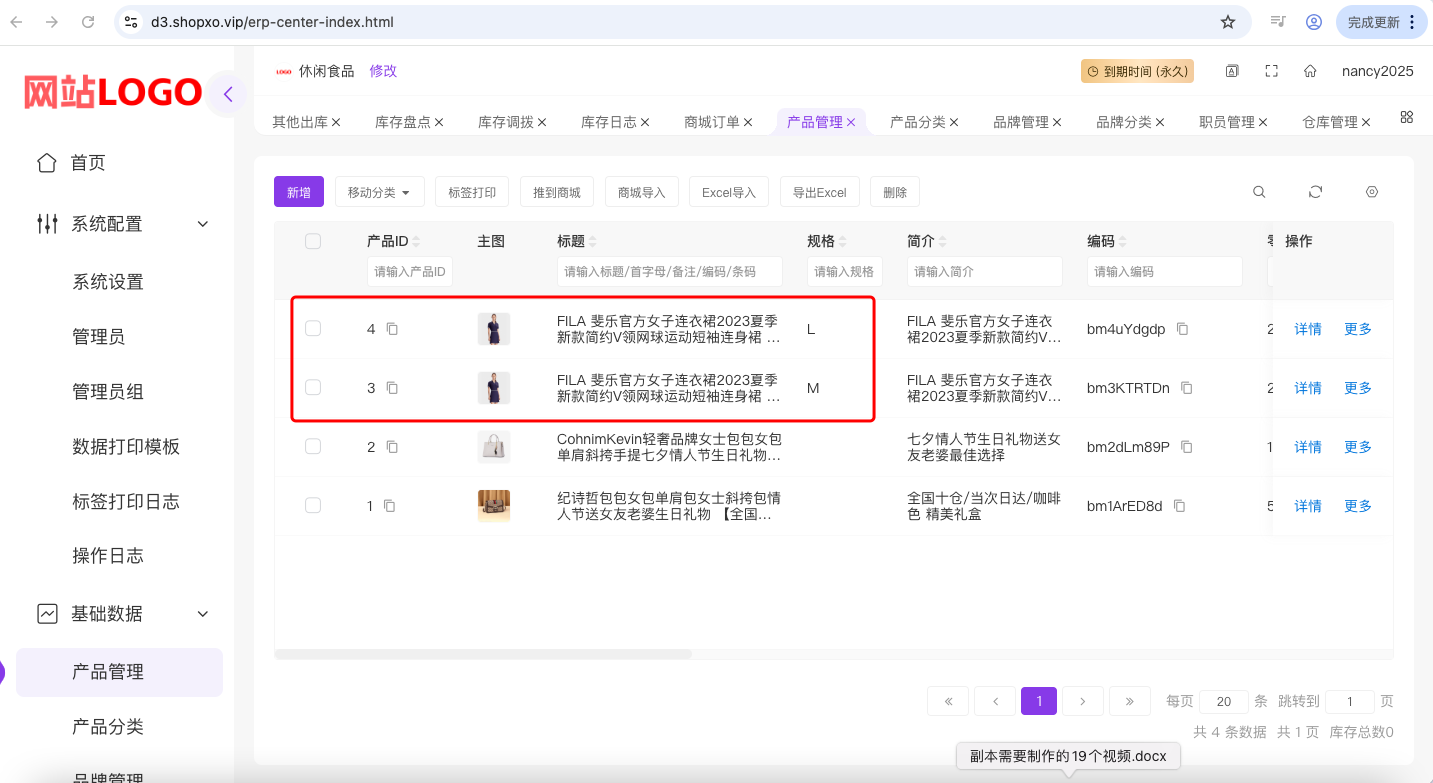 d3.shopxo.vip/erp-center-index.html
完成更新
网站LOGO
LOGO 休闲食品 修改
到期时间 (永久)
nancy2025
其他出库
库存盘点
库存调拨
库存日志
商城订单
产品管理
产品分类
品牌管理
品牌分类
职员管理
仓库管理
首页
系统配置
系统设置
管理员
管理员组
数据打印模板
标签打印日志
操作日志
基础数据
产品管理
产品分类
品牌管理
新增
移动分类
标签打印
推到商城
商城导入
Excel导入
导出Excel
删除
产品ID 主图 标题 规格 简介 编码 操作
请输入产品ID 请输入标题/首字母/备注/编码/条码 请输入规格 请输入简介 请输入编码
4
FILA 斐乐官方女子连衣裙2023夏季
新款简约V领网球运动短袖连身裙 ...
L
FILA 斐乐官方女子连衣
裙2023夏季新款简约V...
bm4uYdgdp
2
详情 更多
3
FILA 斐乐官方女子连衣裙2023夏季
新款简约V领网球运动短袖连身裙 ...
M
FILA 斐乐官方女子连衣
裙2023夏季新款简约V...
bm3KTRTDn
2
详情 更多
2
CohnimKevin轻奢品牌女士包包女包
单肩斜挎手提七夕情人节生日礼物...
七夕情人节生日礼物送女
友老婆最佳选择
bm2dLm89P
1
详情 更多
1
纪诗哲包包女包单肩包女士斜挎包情
人节送女友老婆生日礼物 【全国...
全国十仓/当次日达/咖啡
色 精美礼盒
bm1ArED8d
5
详情 更多
« ‹ 1 › » 每页 20 条 跳转到 1 页
共 4 条数据 共 1 页 库存总数0
副本需要制作的19个视频.docx